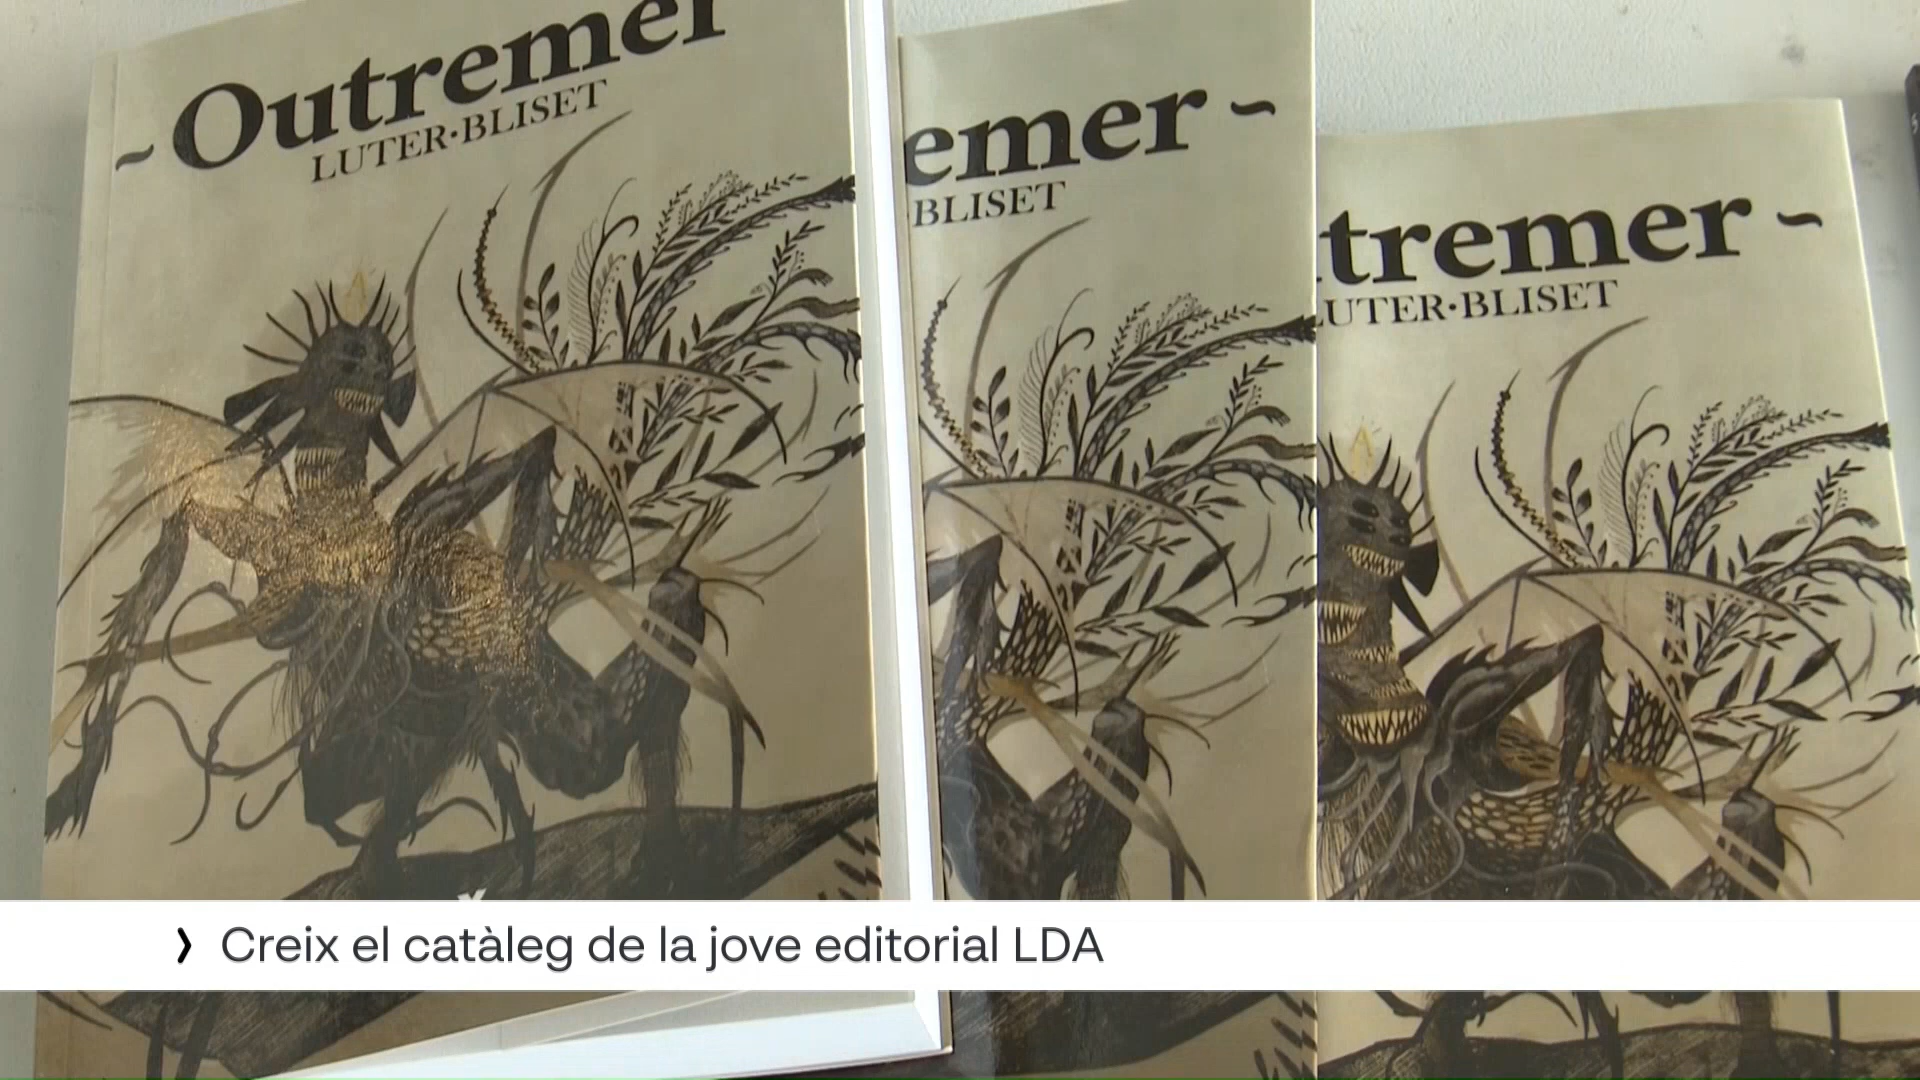 ~Outremer
LUTER·BLISET
emer~
BLISET
tremer~
LUTER·BLISET
Creix el catàleg de la jove editorial LDA